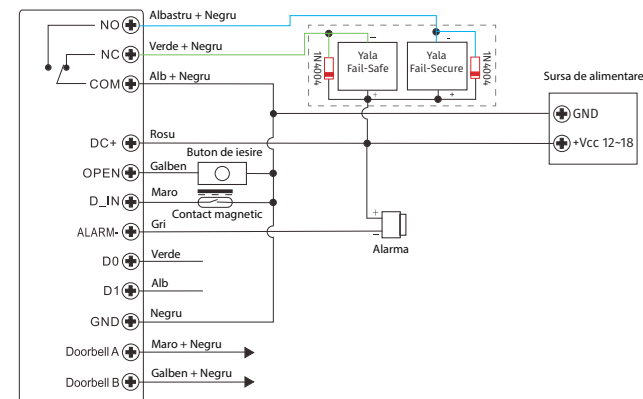 NO
Albastru + Negru
NC
Verde + Negru
COM
Alb + Negru
1N4004
–
Yala
Fail-Safe
+
-
Yala
Fail-Secure
+
1N4004
Sursa de alimentare
GND
+Vcc 12~18
DC+
Rosu
OPEN
Galben
Buton de iesire
D_IN
Maro
Contact magnetic
ALARM-
Gri
+
–
Alarma
D0
Verde
D1
Alb
GND
Negru
Doorbell A
Maro + Negru
Doorbell B
Galben + Negru